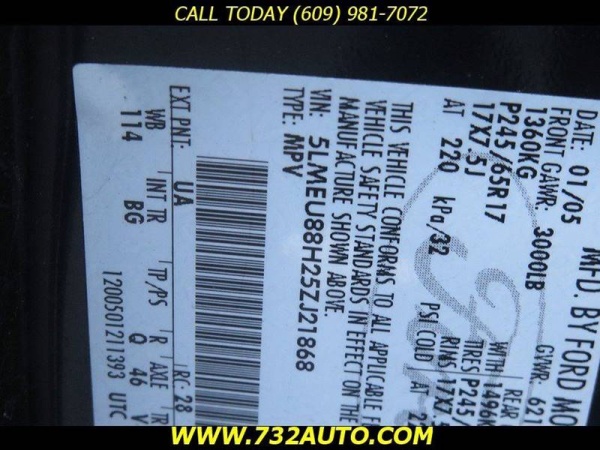 CALL TODAY (609) 981-7072
MFD. BY FORD MO
DATE: 01/05 GVWR: 621
FRONT GAWR: 3000LB REAR
1360KG WITH 1496K
P245/65R17 TIRES P245/
17X7.5J RIMS 17X7.5
AT 220 kPa/32 PSI COLD AT 22
THIS VEHICLE CONFORMS TO ALL APPLICABLE F
VEHICLE SAFETY STANDARDS IN EFFECT ON THE
MANUFACTURE SHOWN ABOVE.
VIN: 5LMEU88H25ZJ21868
TYPE: MPV
EXT PNT: UA RC: 28
WB INT TR TP/PS R AXLE TR
114 BG Q 46 V
1200501211393 UTC
WWW.732AUTO.COM